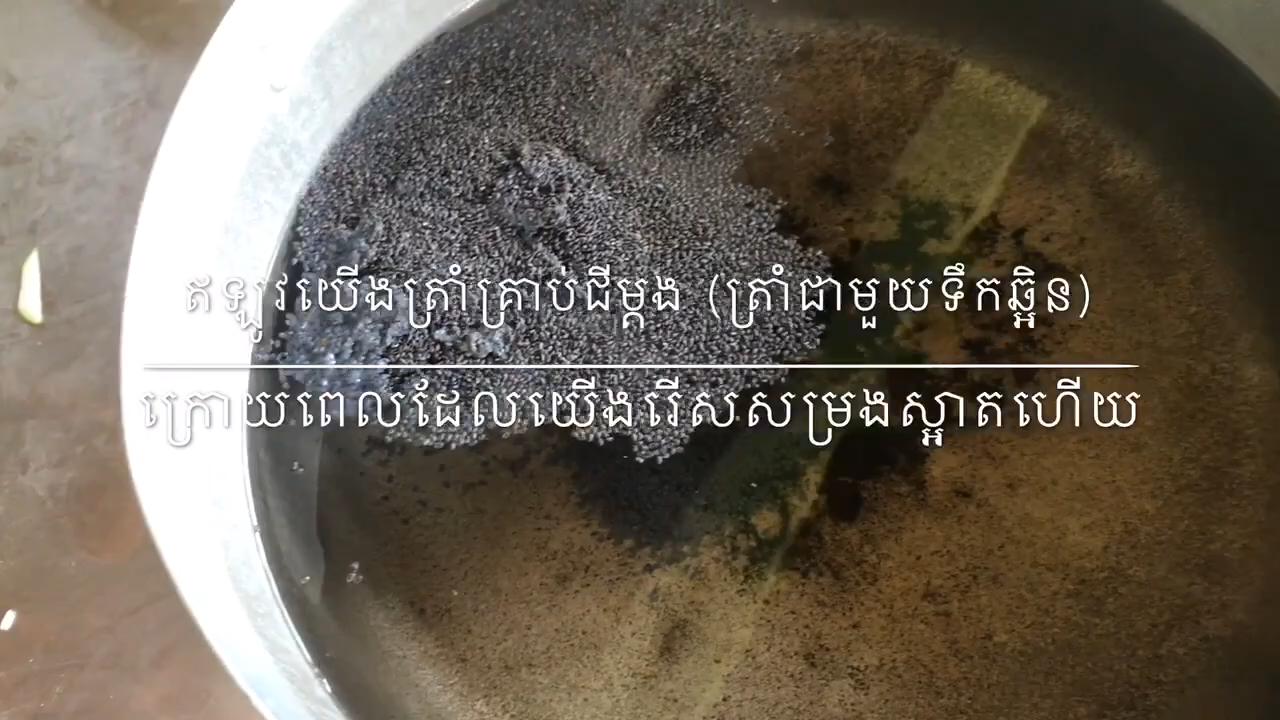 ឥឡូវយើងត្រាំគ្រាប់ជីម្តង (ត្រាំជាមួយទឹកឆ្អិន)
ក្រោយពេលដែលយើងរើសសម្រងស្អាតហើយ